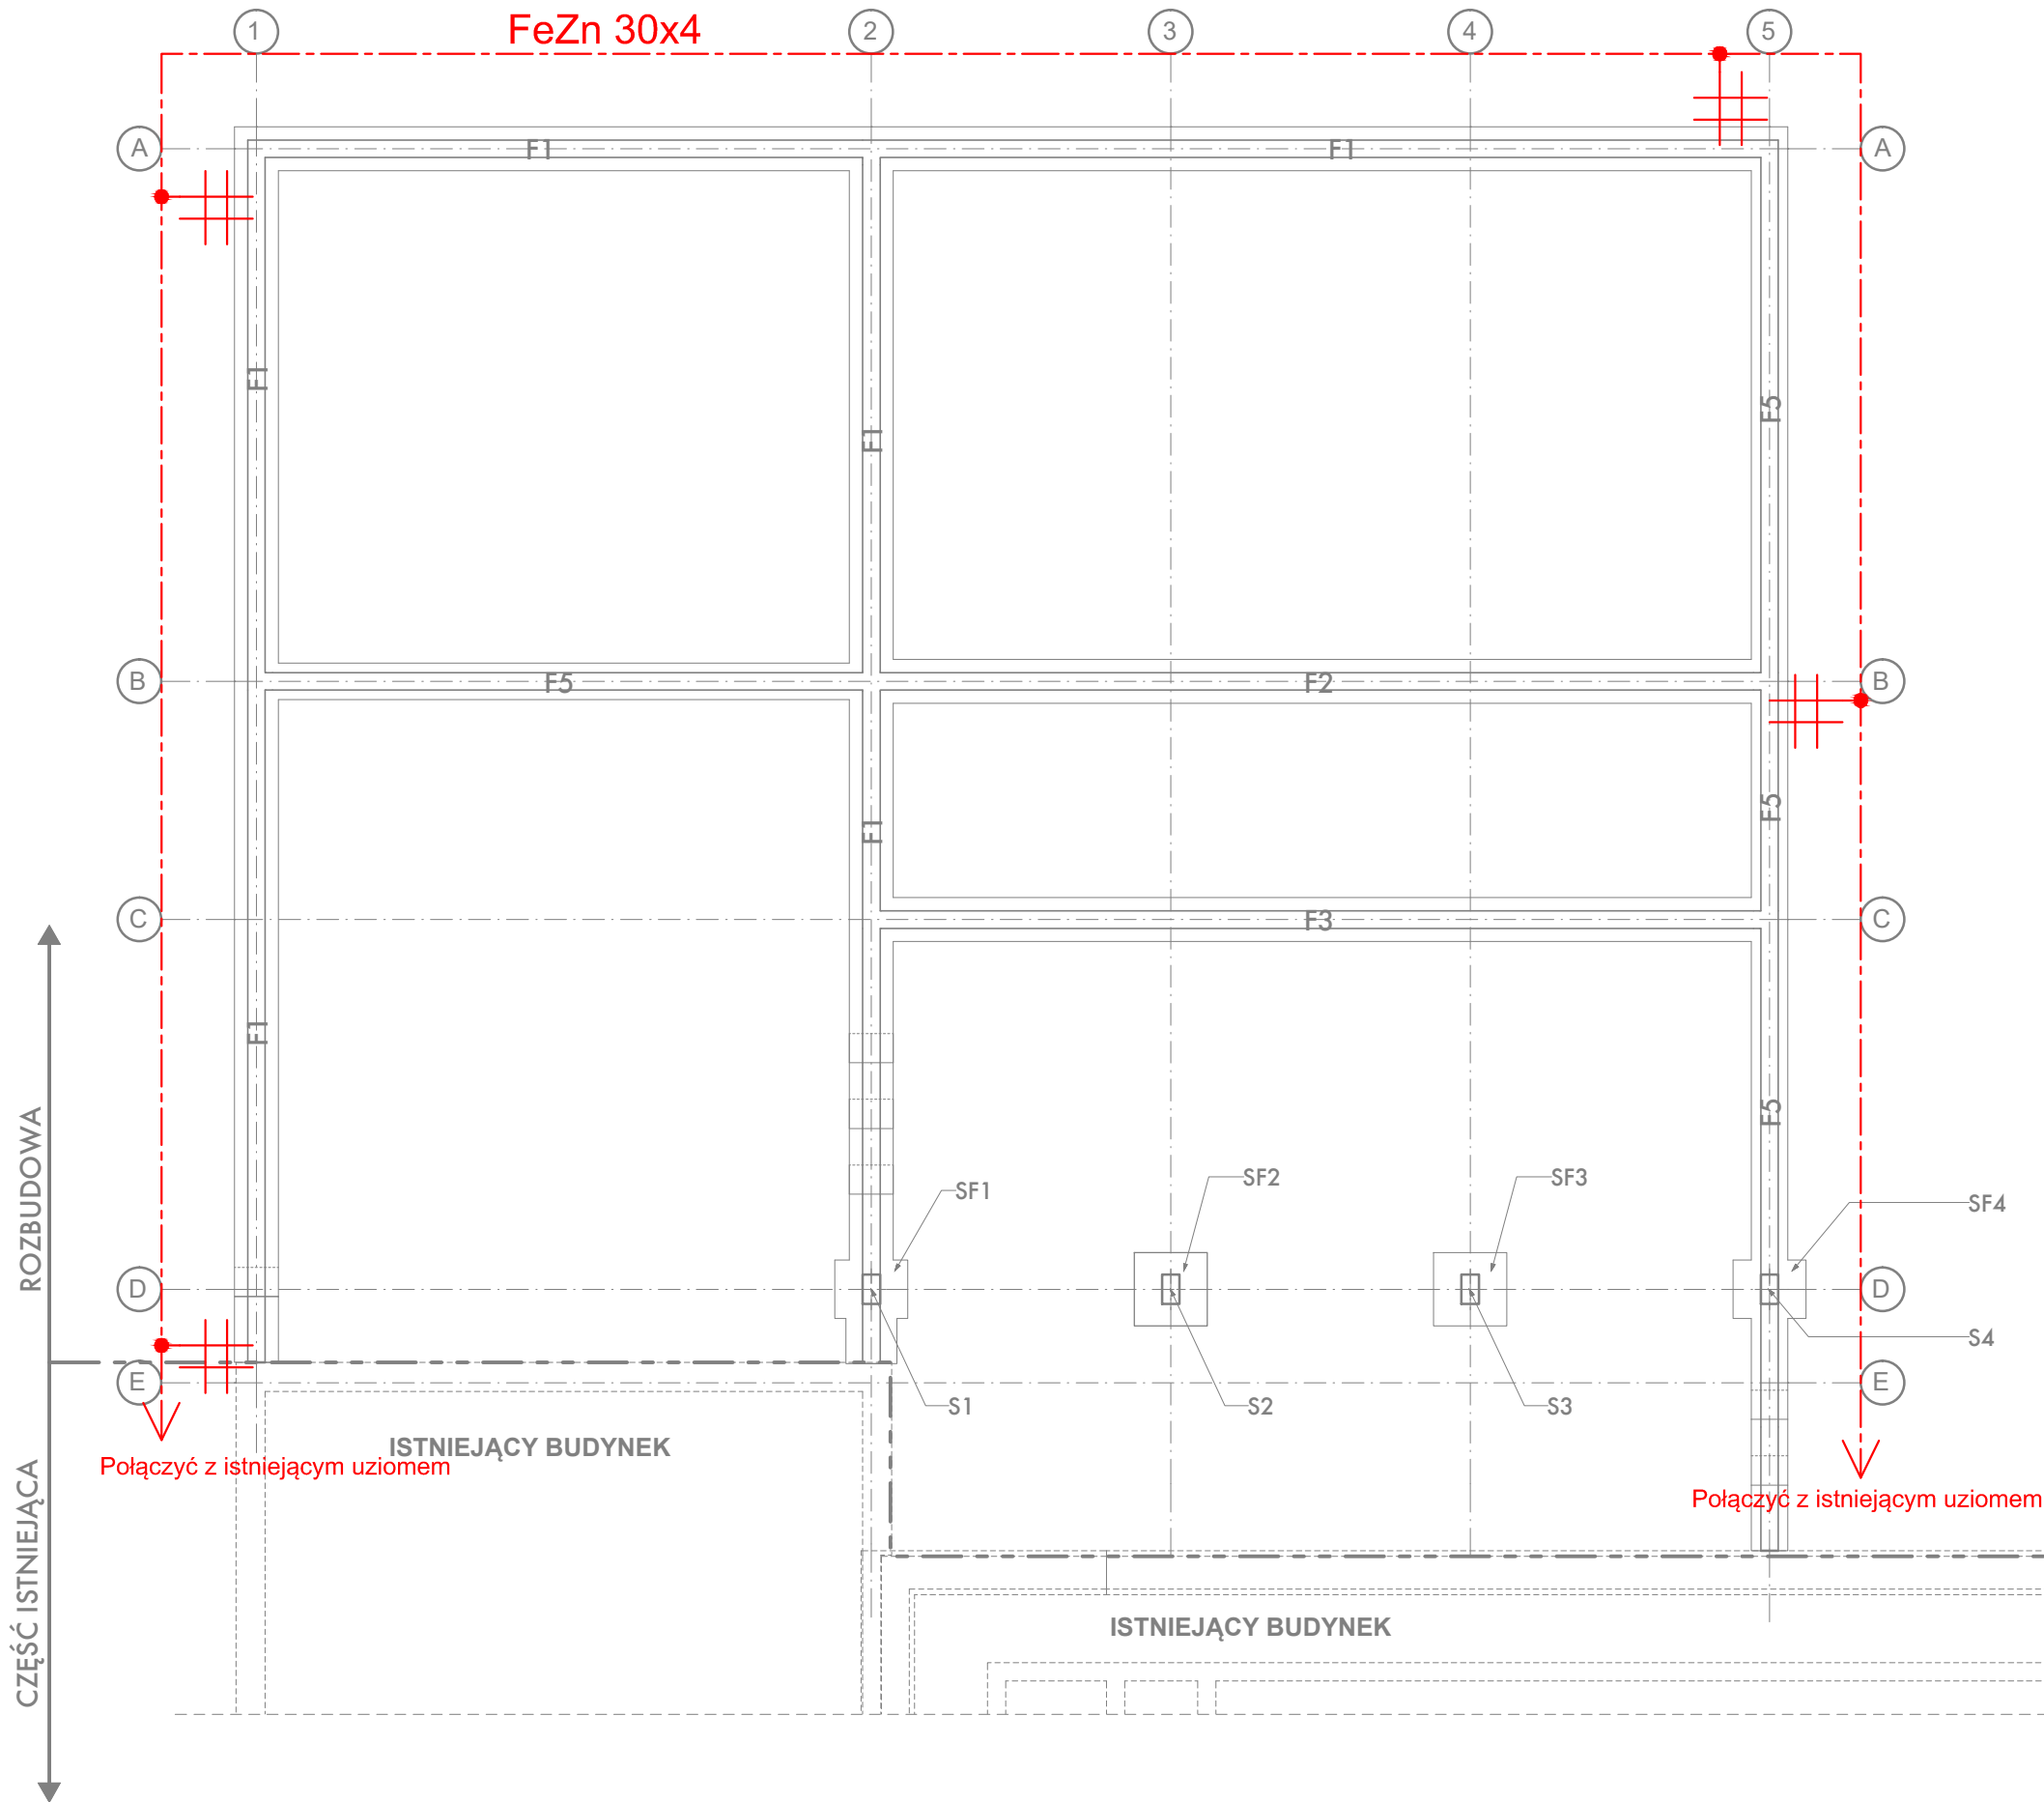 FeZn 30x4
1
2
3
4
5
A
F1
F1
A
F1
F5
F1
B
F5
F2
B
F5
F1
C
F3
C
F1
F5
ROZBUDOWA
SF1
SF2
SF3
SF4
D
D
S4
E
E
S1
S2
S3
ISTNIEJĄCY BUDYNEK
Połączyć z istniejącym uziomem
Połączyć z istniejącym uziomem
CZĘŚĆ ISTNIEJĄCA
ISTNIEJĄCY BUDYNEK